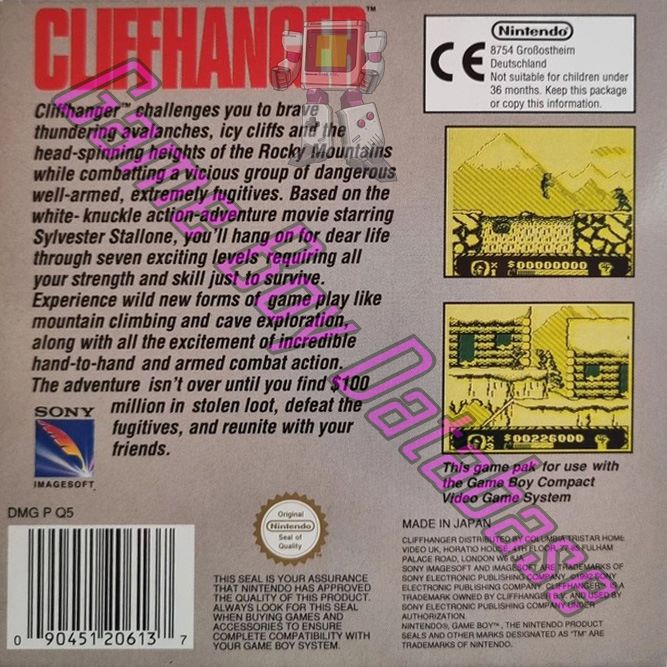 CLIFFHANGER™
Cliffhanger™ challenges you to brave
thundering avalanches, icy cliffs and the
head-spinning heights of the Rocky Mountains
while combatting a vicious group of dangerous
well-armed, extremely fugitives. Based on the
white- knuckle action-adventure movie starring
Sylvester Stallone, you'll hang on for dear life
through seven exciting levels requiring all
your strength and skill just to survive.
Experience wild new forms of game play like
mountain climbing and cave exploration,
along with all the excitement of incredible
hand-to-hand and armed combat action.
The adventure isn't over until you find $100
million in stolen loot, defeat the
fugitives, and reunite with your
friends.
SONY
IMAGESOFT
DMG P Q5
0 90451 20613 7
Original
Nintendo
Seal of
Quality
THIS SEAL IS YOUR ASSURANCE
THAT NINTENDO HAS APPROVED
THE QUALITY OF THIS PRODUCT.
ALWAYS LOOK FOR THIS SEAL
WHEN BUYING GAMES AND
ACCESSORIES TO ENSURE
COMPLETE COMPATIBILITY WITH
YOUR GAME BOY SYSTEM.
CE
Nintendo
8754 Großostheim
Deutschland
Not suitable for children under
36 months. Keep this package
or copy this information.
$00000000
$00226000
This game pak for use with
the Game Boy Compact
Video Game System
MADE IN JAPAN
CLIFFHANGER DISTRIBUTED BY COLUMBIA TRISTAR HOME
VIDEO UK, HORATIO HOUSE, 4TH FLOOR, FULHAM
PALACE ROAD, LONDON W6
SONY IMAGESOFT AND TRADEMARKS OF
SONY ELECTRONIC PUBLISHING COMPANY.
ELECTRONIC PUBLISHING COMPANY. CLIFFHANGER™ IS A
TRADEMARK OWNED BY CLIFFHANGER B.V. AND USED BY
SONY ELECTRONIC PUBLISHING COMPANY UNDER
AUTHORIZATION.
NINTENDO®, GAME BOY™, THE NINTENDO PRODUCT
SEALS AND OTHER MARKS DESIGNATED AS "TM" ARE
TRADEMARKS OF NINTENDO.
Game Boy Database